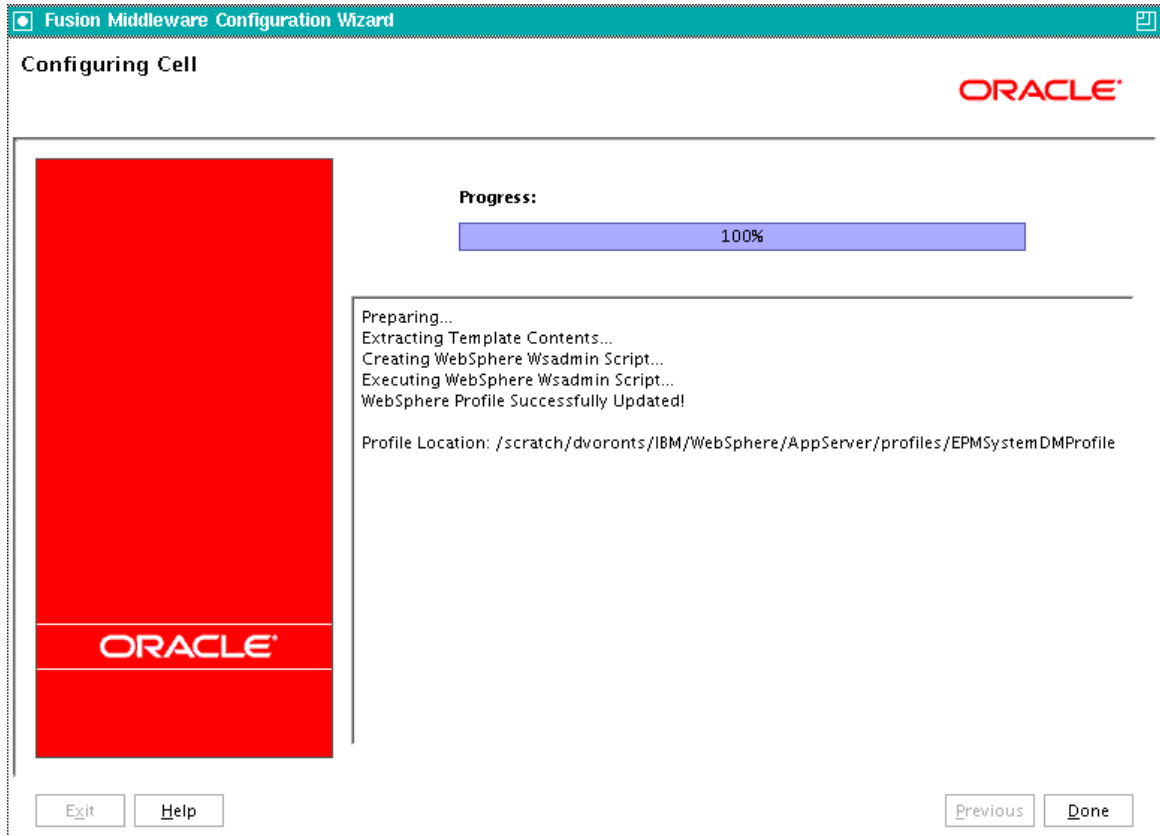 Fusion Middleware Configuration Wizard
Configuring Cell
ORACLE
Progress:
100%
Preparing...
Extracting Template Contents...
Creating WebSphere Wsadmin Script...
Executing WebSphere Wsadmin Script...
WebSphere Profile Successfully Updated!
Profile Location: /scratch/dvoronts/IBM/WebSphere/AppServer/profiles/EPMSystemDMProfile
ORACLE
Exit Help Previous Done